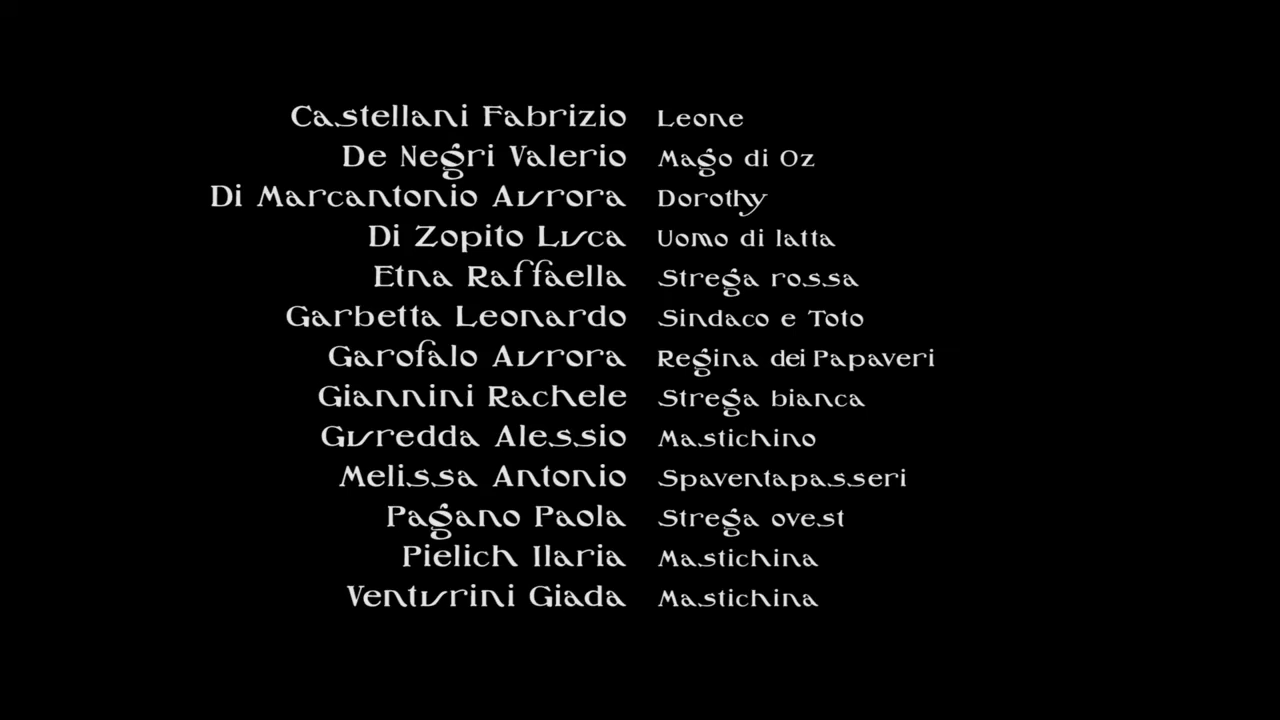 Castellani Fabrizio Leone
De Negri Valerio Mago di Oz
Di Marcantonio Aurora Dorothy
Di Zopito Luca Uomo di latta
Etna Raffaella Strega rossa
Garbetta Leonardo Sindaco e Toto
Garofalo Aurora Regina dei Papaveri
Giannini Rachele Strega bianca
Guredda Alessio Mastichino
Melissa Antonio Spaventapasseri
Pagano Paola Strega ovest
Pielich Ilaria Mastichina
Venturini Giada Mastichina